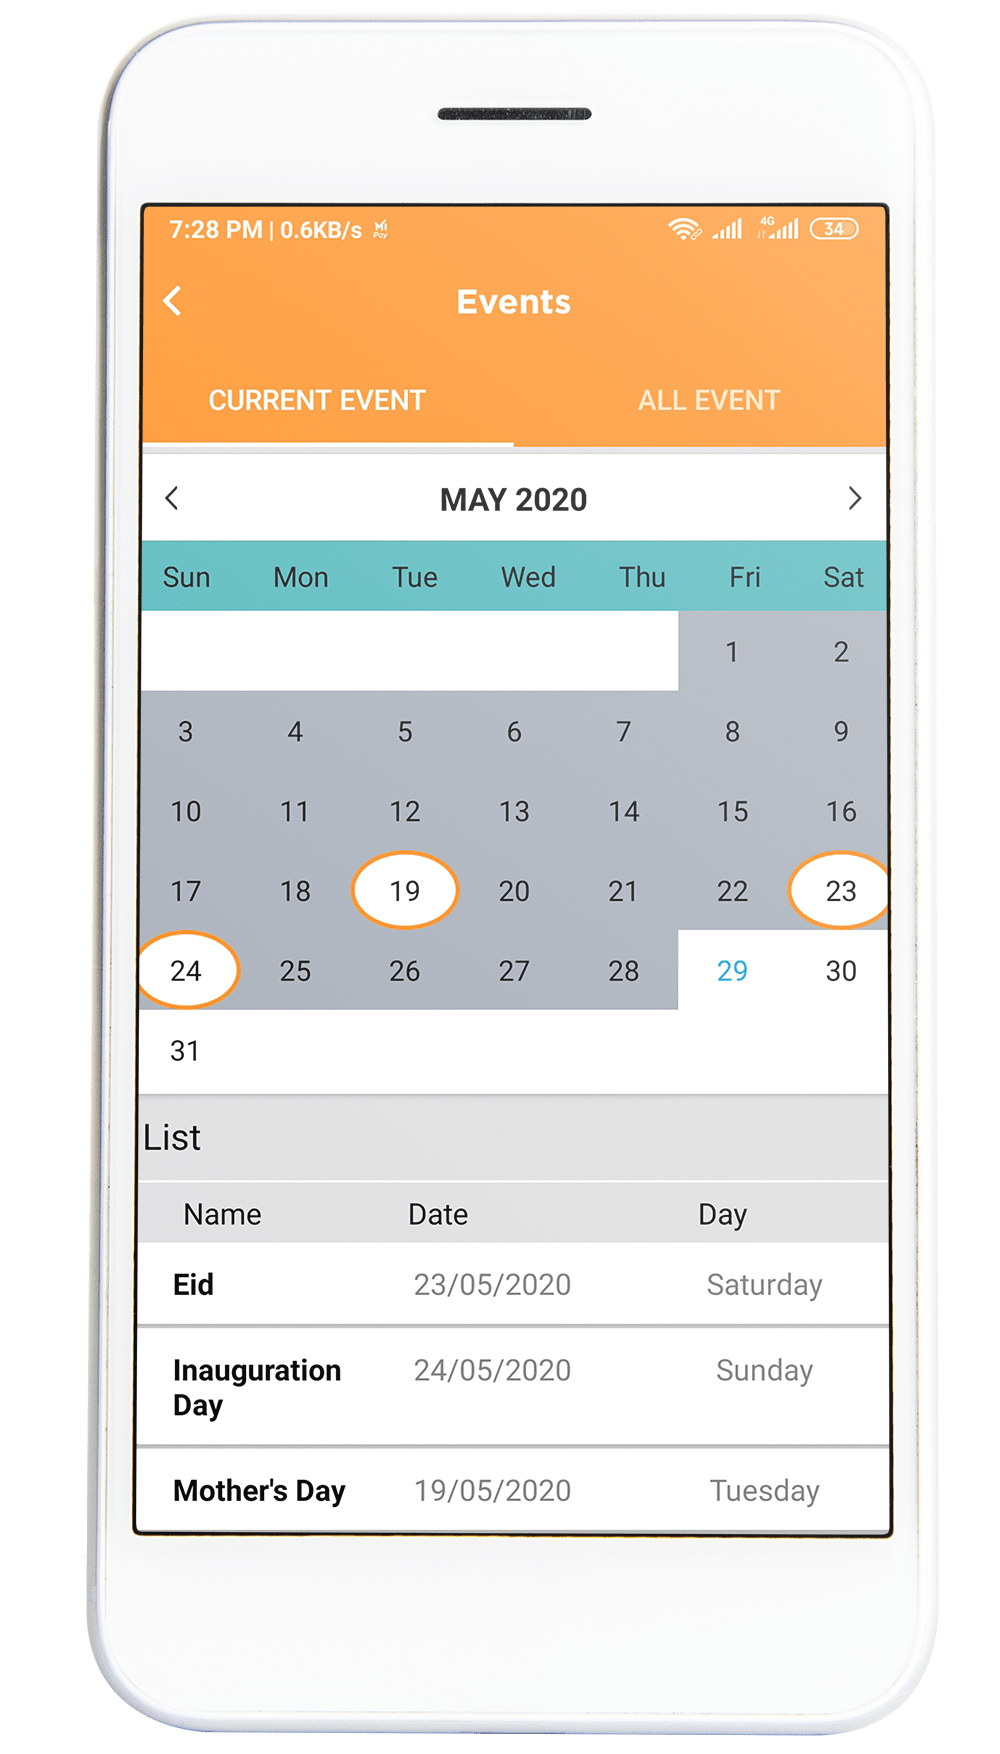 7:28 PM | 0.6KB/s Mi Pay 4G 34
Events
CURRENT EVENT ALL EVENT
MAY 2020
Sun Mon Tue Wed Thu Fri Sat
1 2
3 4 5 6 7 8 9
10 11 12 13 14 15 16
17 18 19 20 21 22 23
24 25 26 27 28 29 30
31
List
Name Date Day
Eid 23/05/2020 Saturday
Inauguration 24/05/2020 Sunday
Day
Mother's Day 19/05/2020 Tuesday